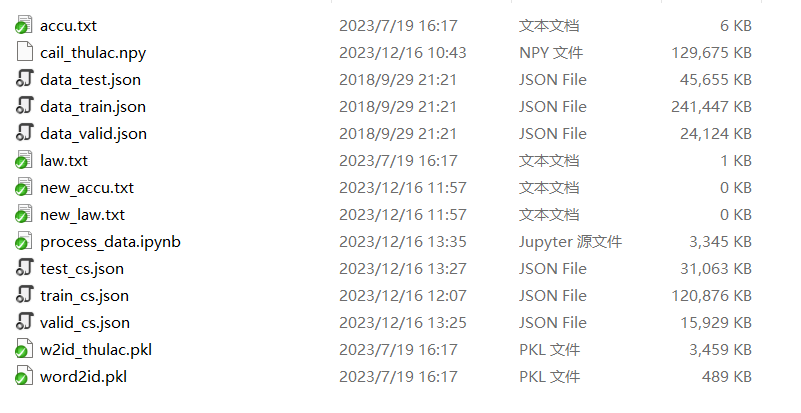 accu.txt 2023/7/19 16:17 文本文档 6 KB
cail_thulac.npy 2023/12/16 10:43 NPY 文件 129,675 KB
data_test.json 2018/9/29 21:21 JSON File 45,655 KB
data_train.json 2018/9/29 21:21 JSON File 241,447 KB
data_valid.json 2018/9/29 21:21 JSON File 24,124 KB
law.txt 2023/7/19 16:17 文本文档 1 KB
new_accu.txt 2023/12/16 11:57 文本文档 0 KB
new_law.txt 2023/12/16 11:57 文本文档 0 KB
process_data.ipynb 2023/12/16 13:35 Jupyter 源文件 3,345 KB
test_cs.json 2023/12/16 13:27 JSON File 31,063 KB
train_cs.json 2023/12/16 12:07 JSON File 120,876 KB
valid_cs.json 2023/12/16 13:25 JSON File 15,929 KB
w2id_thulac.pkl 2023/7/19 16:17 PKL 文件 3,459 KB
word2id.pkl 2023/7/19 16:17 PKL 文件 489 KB